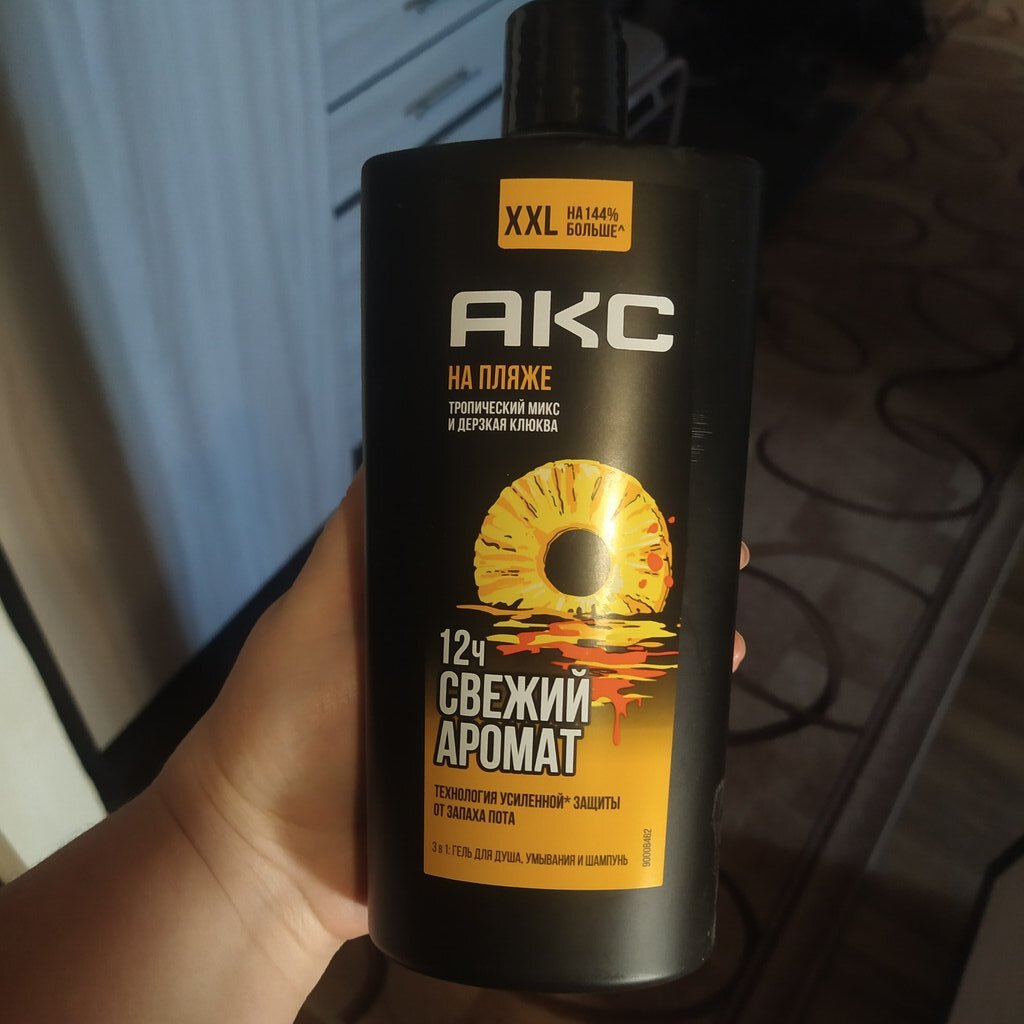 XXL НА 144%
БОЛЬШЕ^
АКС
НА ПЛЯЖЕ
ТРОПИЧЕСКИЙ МИКС
И ДЕРЗКАЯ КЛЮКВА
12ч
СВЕЖИЙ
АРОМАТ
ТЕХНОЛОГИЯ УСИЛЕННОЙ* ЗАЩИТЫ
ОТ ЗАПАХА ПОТА
3 в 1: ГЕЛЬ ДЛЯ ДУША, УМЫВАНИЯ И ШАМПУНЬ
90008462